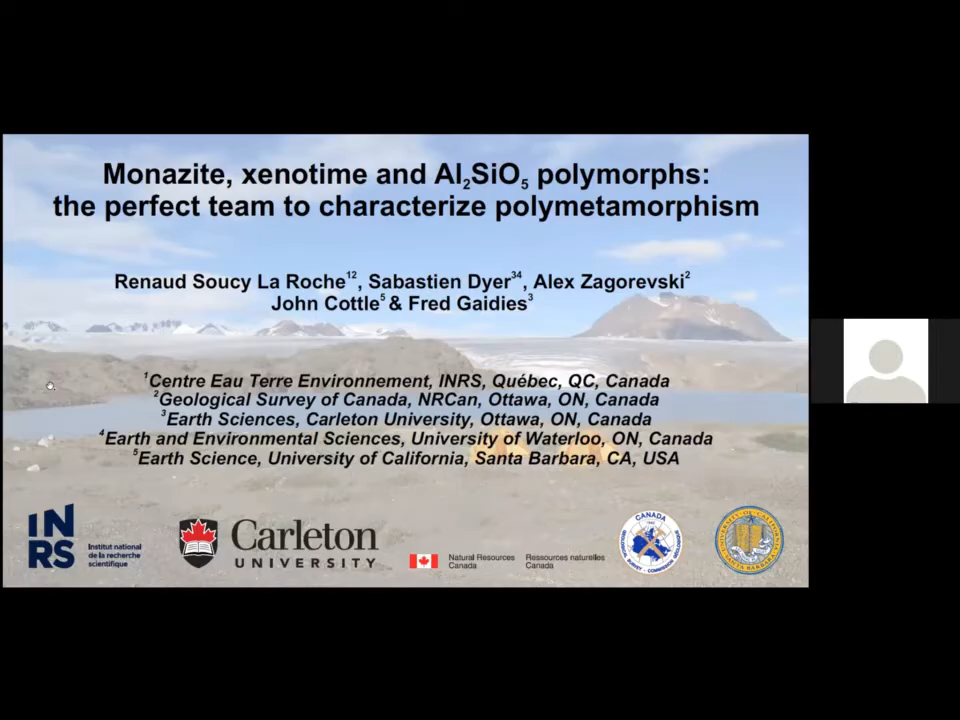 Monazite, xenotime and Al₂SiO₅ polymorphs:
the perfect team to characterize polymetamorphism
Renaud Soucy La Roche¹², Sabastien Dyer³⁴, Alex Zagorevski²
John Cottle⁵ & Fred Gaidies³
¹Centre Eau Terre Environnement, INRS, Québec, QC, Canada
²Geological Survey of Canada, NRCan, Ottawa, ON, Canada
³Earth Sciences, Carleton University, Ottawa, ON, Canada
⁴Earth and Environmental Sciences, University of Waterloo, ON, Canada
⁵Earth Science, University of California, Santa Barbara, CA, USA
INRS
Institut national
de la recherche
scientifique
Carleton
UNIVERSITY
Natural Resources
Canada
Ressources naturelles
Canada
CANADA